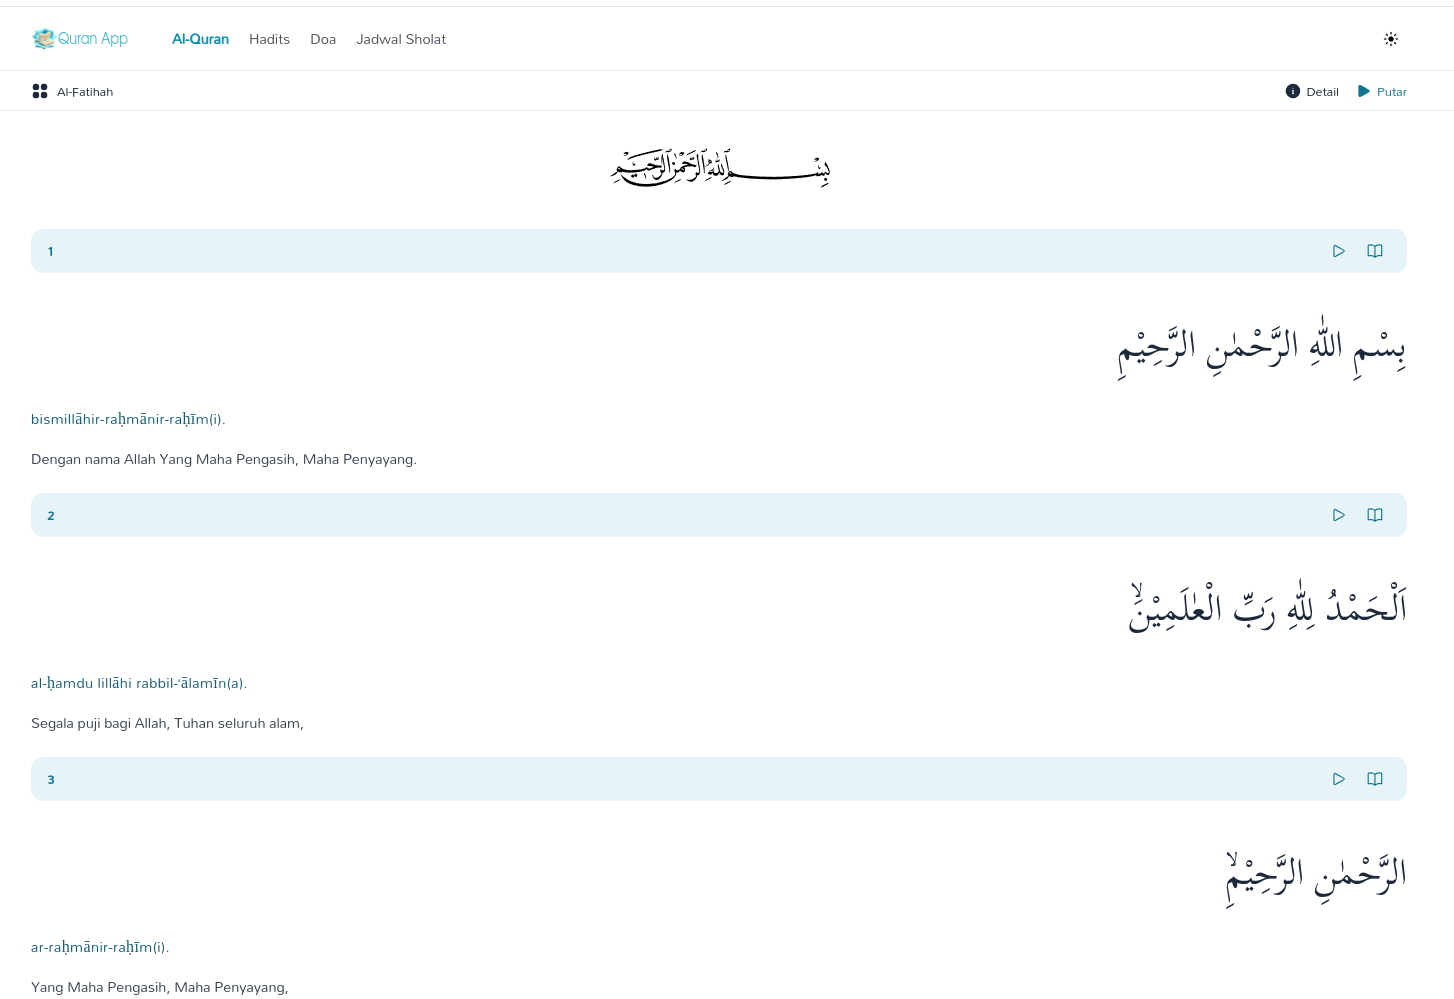 Quran App
Al-Quran Hadits Doa Jadwal Sholat
Al-Fatihah
Detail Putar
بِسْمِ اللّٰهِ الرَّحْمٰنِ الرَّحِيْمِ
1
بِسْمِ اللّٰهِ الرَّحْمٰنِ الرَّحِيْمِ
bismillāhir-raḥmānir-raḥīm(i).
Dengan nama Allah Yang Maha Pengasih, Maha Penyayang.
2
اَلْحَمْدُ لِلّٰهِ رَبِّ الْعٰلَمِيْنَۙ
al-ḥamdu lillāhi rabbil-‘ālamīn(a).
Segala puji bagi Allah, Tuhan seluruh alam,
3
الرَّحْمٰنِ الرَّحِيْمِۙ
ar-raḥmānir-raḥīm(i).
Yang Maha Pengasih, Maha Penyayang,